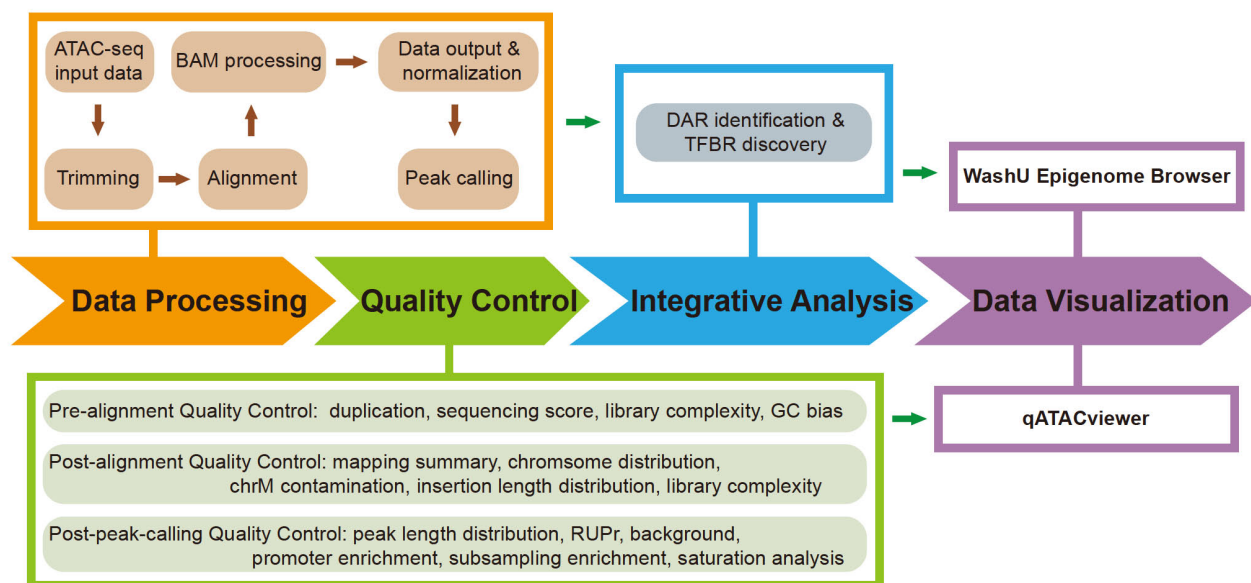 ATAC-seq
input data
Trimming
Alignment
BAM processing
Data output &
normalization
Peak calling
DAR identification &
TFBR discovery
WashU Epigenome Browser
Data Processing
Quality Control
Integrative Analysis
Data Visualization
Pre-alignment Quality Control: duplication, sequencing score, library complexity, GC bias
Post-alignment Quality Control: mapping summary, chromsome distribution,
chrM contamination, insertion length distribution, library complexity
Post-peak-calling Quality Control: peak length distribution, RUPr, background,
promoter enrichment, subsampling enrichment, saturation analysis
qATACviewer